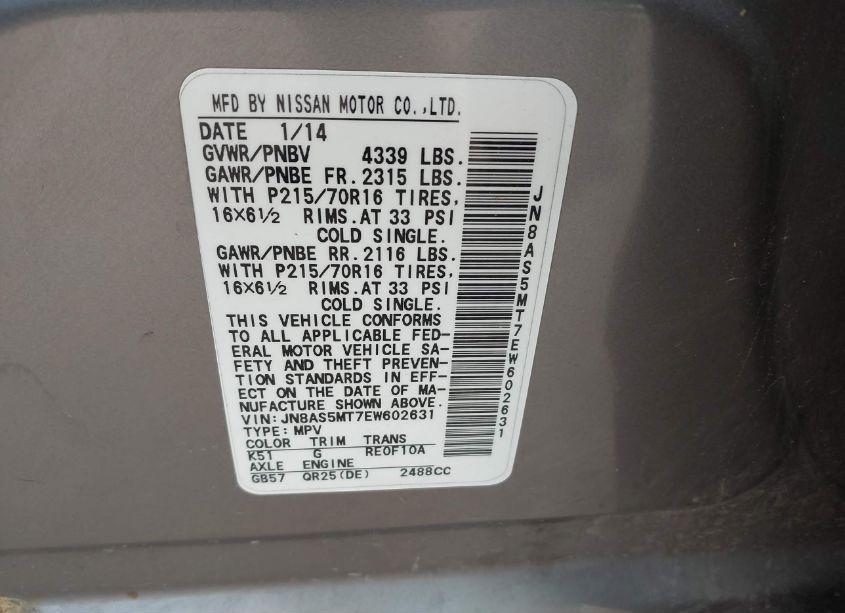 MFD BY NISSAN MOTOR CO.,LTD.
DATE 1/14
GVWR/PNBV 4339 LBS.
GAWR/PNBE FR.2315 LBS.
WITH P215/70R16 TIRES,
16X6½ RIMS.AT 33 PSI
COLD SINGLE.
GAWR/PNBE RR.2116 LBS.
WITH P215/70R16 TIRES,
16X6½ RIMS.AT 33 PSI
COLD SINGLE.
THIS VEHICLE CONFORMS
TO ALL APPLICABLE FED-
ERAL MOTOR VEHICLE SA-
FETY AND THEFT PREVEN-
TION STANDARDS IN EFF-
ECT ON THE DATE OF MA-
NUFACTURE SHOWN ABOVE.
VIN:JN8AS5MT7EW602631
TYPE:MPV
COLOR TRIM TRANS
K51 G RE0F10A
AXLE ENGINE
GB57 QR25(DE) 2488CC
JN8AS5MT7EW602631